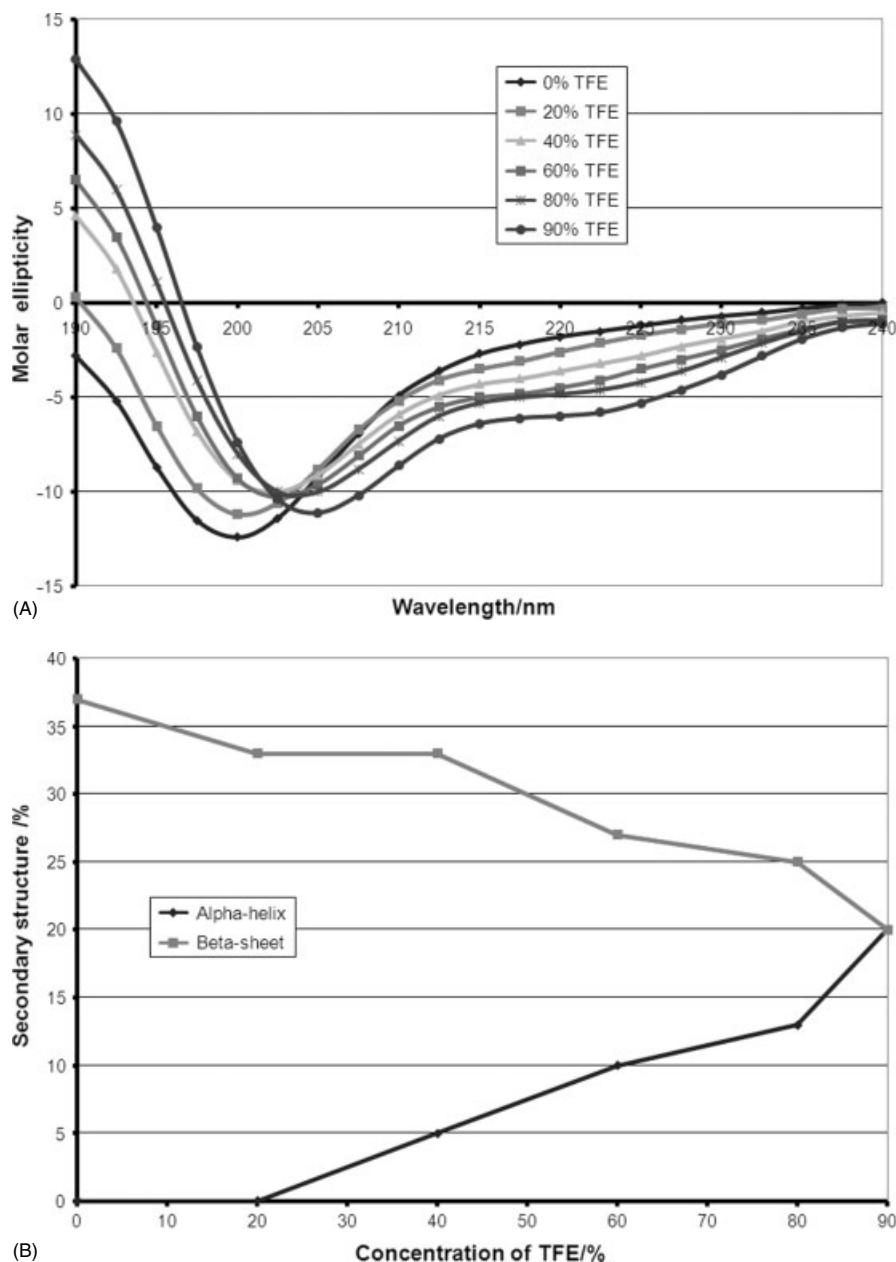 15
10
5
0
-5
-10
-15
Molar ellipticity
190 195 200 205 210 215 220 225 230 235 240
0% TFE
20% TFE
40% TFE
60% TFE
80% TFE
90% TFE
Wavelength/nm
(A)
40
35
30
25
20
15
10
5
0
Secondary structure /%
Alpha-helix
Beta-sheet
0 10 20 30 40 50 60 70 80 90
Concentration of TFE/%
(B)